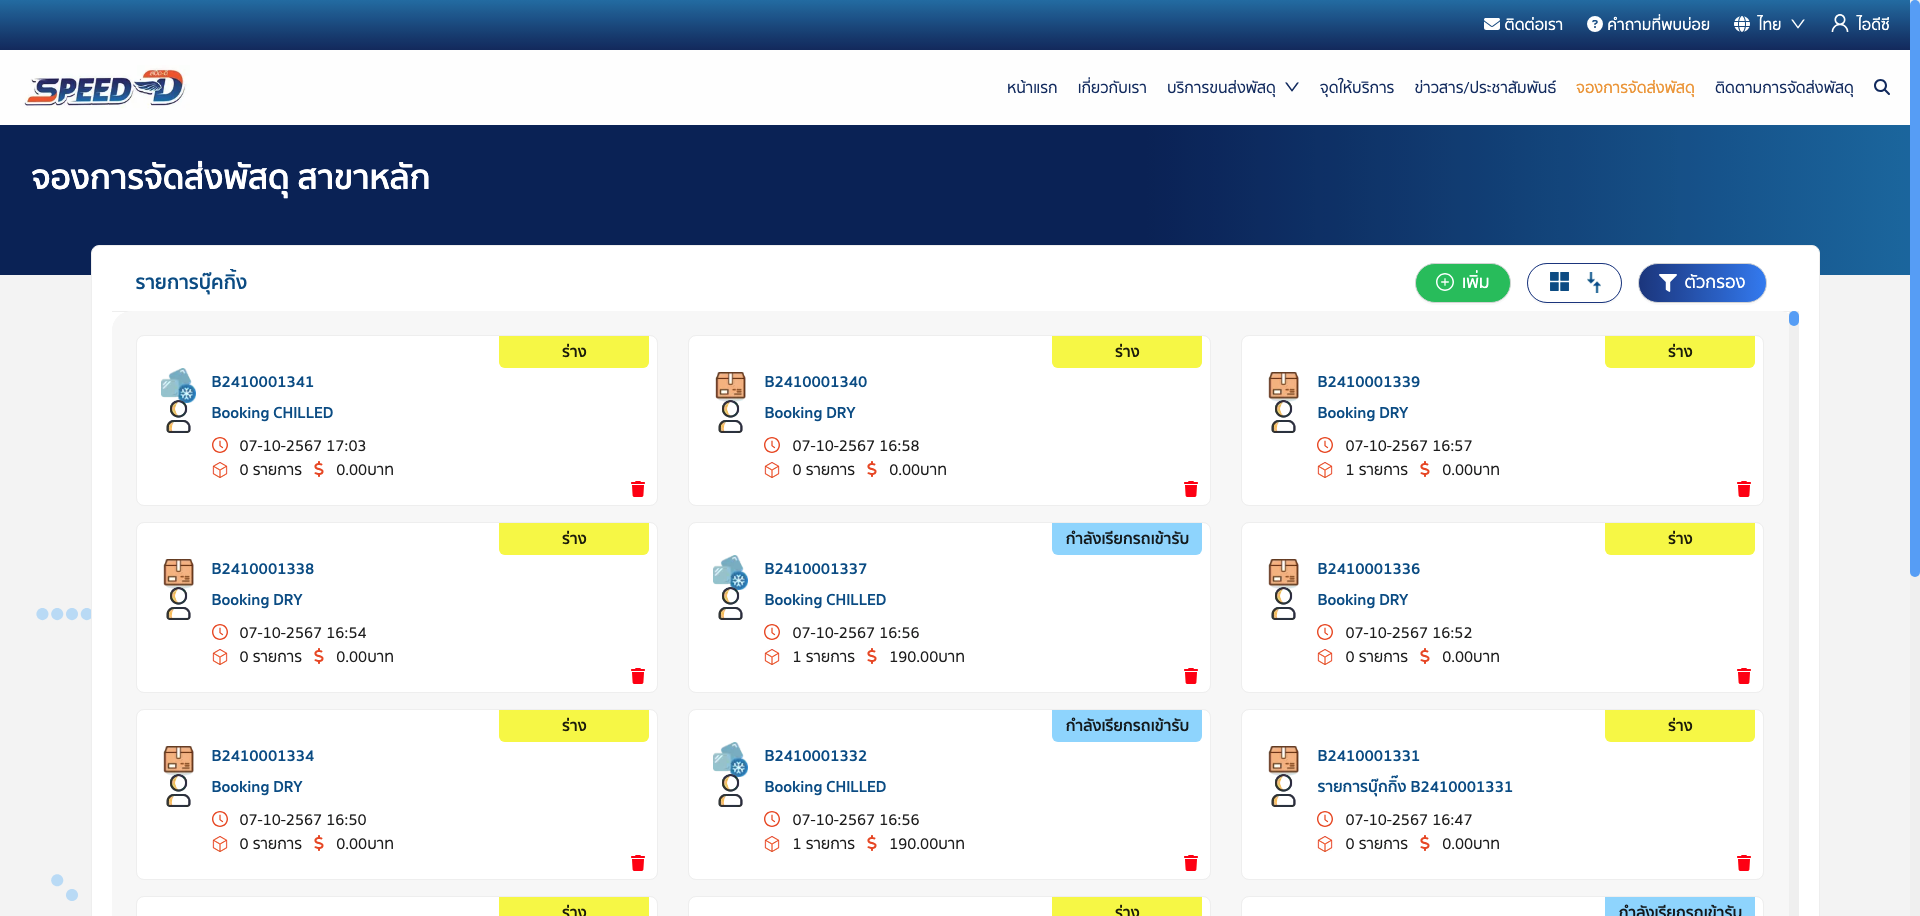 ติดต่อเรา คำถามที่พบบ่อย ไทย ไอดีซี
SPEED-D
หน้าแรก เกี่ยวกับเรา บริการขนส่งพัสดุ จุดให้บริการ ข่าวสาร/ประชาสัมพันธ์ จองการจัดส่งพัสดุ ติดตามการจัดส่งพัสดุ
จองการจัดส่งพัสดุ สาขาหลัก
รายการบุ๊คกิ้ง
เพิ่ม
ตัวกรอง
ร่าง
B2410001341
Booking CHILLED
07-10-2567 17:03
0 รายการ $ 0.00บาท
ร่าง
B2410001340
Booking DRY
07-10-2567 16:58
0 รายการ $ 0.00บาท
ร่าง
B2410001339
Booking DRY
07-10-2567 16:57
1 รายการ $ 0.00บาท
ร่าง
B2410001338
Booking DRY
07-10-2567 16:54
0 รายการ $ 0.00บาท
กำลังเรียกรถเข้ารับ
B2410001337
Booking CHILLED
07-10-2567 16:56
1 รายการ $ 190.00บาท
ร่าง
B2410001336
Booking DRY
07-10-2567 16:52
0 รายการ $ 0.00บาท
ร่าง
B2410001334
Booking DRY
07-10-2567 16:50
0 รายการ $ 0.00บาท
กำลังเรียกรถเข้ารับ
B2410001332
Booking CHILLED
07-10-2567 16:56
1 รายการ $ 190.00บาท
ร่าง
B2410001331
รายการบุ๊กกิ๊ง B2410001331
07-10-2567 16:47
0 รายการ $ 0.00บาท
ร่าง
ร่าง
กำลังเรียกรถเข้ารับ